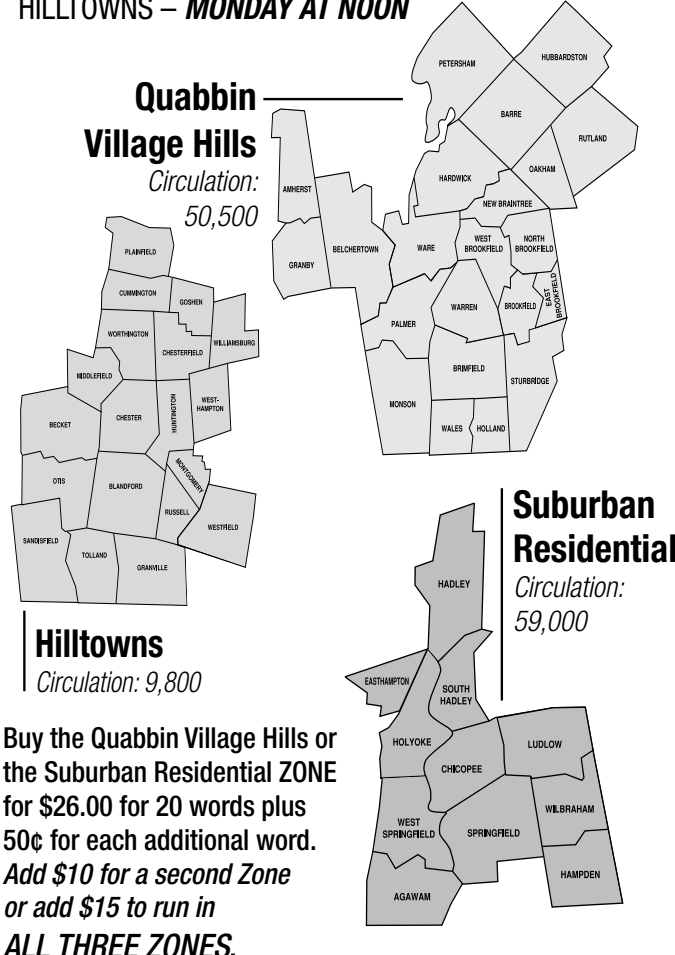 HILLTOWNS – MONDAY AT NOON
Quabbin
Village Hills
Circulation:
50,500
PETERSHAM
HUBBARDSTON
BARRE
RUTLAND
HARDWICK
OAKHAM
NEW BRAINTREE
AMHERST
BELCHERTOWN
GRANBY
WARE
WEST
BROOKFIELD
NORTH
BROOKFIELD
EAST
BROOKFIELD
WARREN
BROOKFIELD
PALMER
BRIMFIELD
STURBRIDGE
MONSON
WALES
HOLLAND
PLAINFIELD
CUMMINGTON
GOSHEN
WORTHINGTON
WILLIAMSBURG
CHESTERFIELD
MIDDLEFIELD
WEST-
HAMPTON
HUNTINGTON
CHESTER
BECKET
MONTGOMERY
OTIS
BLANDFORD
RUSSELL
WESTFIELD
SANDISFIELD
TOLLAND
GRANVILLE
Hilltowns
Circulation: 9,800
Suburban
Residential
Circulation:
59,000
HADLEY
EASTHAMPTON
SOUTH
HADLEY
HOLYOKE
LUDLOW
CHICOPEE
WILBRAHAM
WEST
SPRINGFIELD
SPRINGFIELD
HAMPDEN
AGAWAM
Buy the Quabbin Village Hills or
the Suburban Residential ZONE
for $26.00 for 20 words plus
50¢ for each additional word.
Add $10 for a second Zone
or add $15 to run in
ALL THREE ZONES.